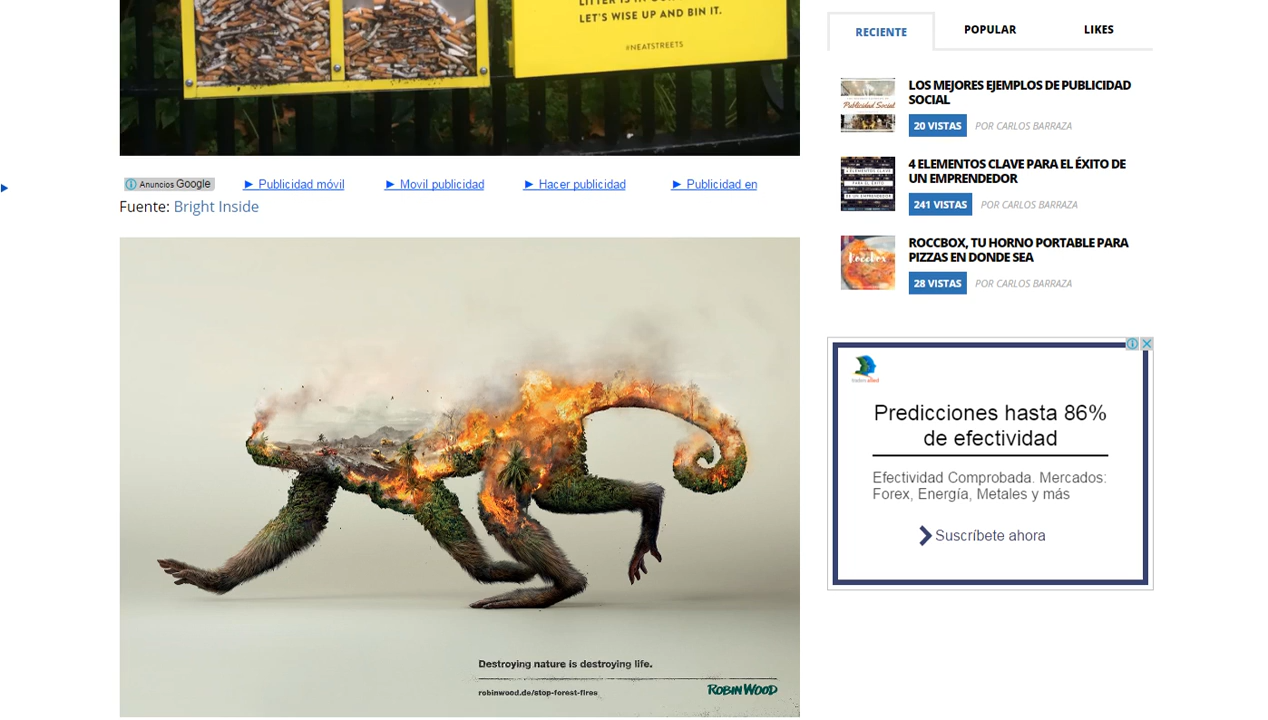 LET'S WISE UP AND BIN IT.
@NEATSTREETS
Anuncios Google
► Publicidad móvil
► Movil publicidad
► Hacer publicidad
► Publicidad en
Fuente: Bright Inside
Destroying nature is destroying life.
robinwood.de/stop-forest-fires
ROBIN WOOD
RECIENTE
POPULAR
LIKES
Publicidad Social
LOS MEJORES EJEMPLOS DE PUBLICIDAD
SOCIAL
20 VISTAS
POR CARLOS BARRAZA
4 ELEMENTOS CLAVE PARA EL ÉXITO DE
UN EMPRENDEDOR
241 VISTAS
POR CARLOS BARRAZA
Roccbox
ROCCBOX, TU HORNO PORTABLE PARA
PIZZAS EN DONDE SEA
28 VISTAS
POR CARLOS BARRAZA
Predicciones hasta 86%
de efectividad
Efectividad Comprobada. Mercados:
Forex, Energía, Metales y más
Suscríbete ahora